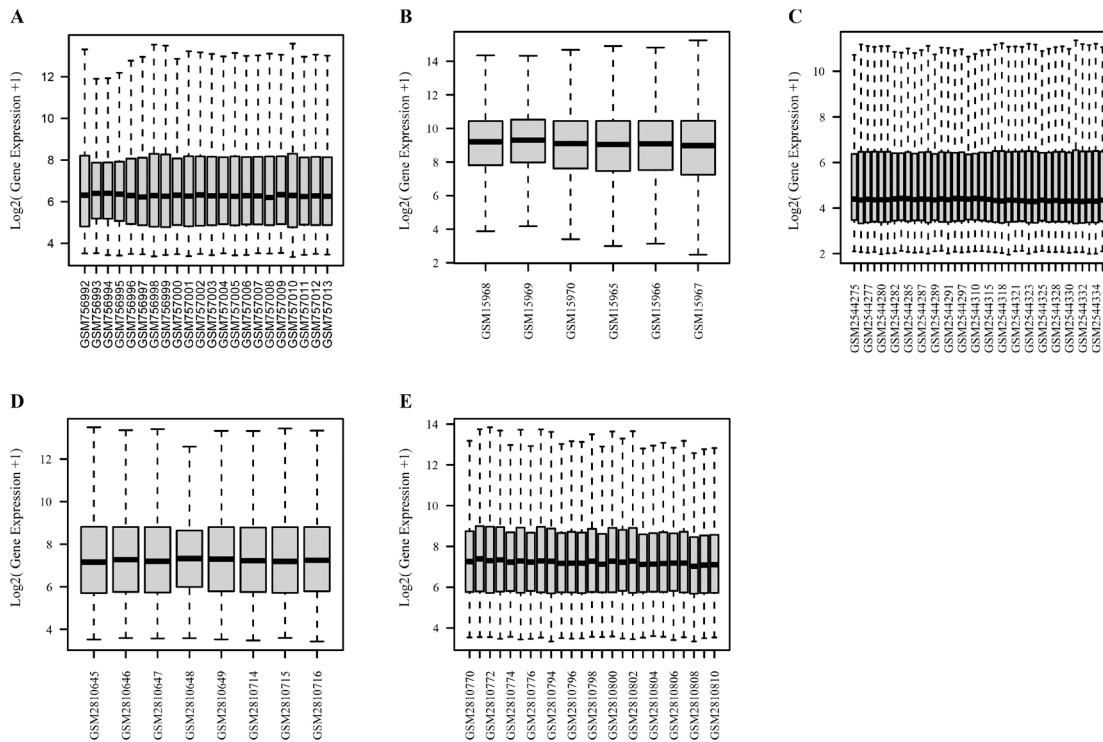 A
Log2( Gene Expression +1)
12
10
8
6
4
GSM756992
GSM756993
GSM756994
GSM756995
GSM756996
GSM756997
GSM756998
GSM756999
GSM757000
GSM757001
GSM757002
GSM757003
GSM757004
GSM757005
GSM757006
GSM757007
GSM757008
GSM757009
GSM757010
GSM757011
GSM757012
GSM757013
B
Log2( Gene Expression +1)
14
12
10
8
6
4
2
GSM15968
GSM15969
GSM15970
GSM15965
GSM15966
GSM15967
C
Log2( Gene Expression +1)
10
8
6
4
2
GSM2544275
GSM2544277
GSM2544280
GSM2544282
GSM2544285
GSM2544287
GSM2544289
GSM2544291
GSM2544297
GSM2544310
GSM2544315
GSM2544318
GSM2544321
GSM2544323
GSM2544325
GSM2544328
GSM2544330
GSM2544332
GSM2544334
D
Log2( Gene Expression +1)
12
10
8
6
4
GSM2810645
GSM2810646
GSM2810647
GSM2810648
GSM2810649
GSM2810714
GSM2810715
GSM2810716
E
Log2( Gene Expression +1)
14
12
10
8
6
4
GSM2810770
GSM2810772
GSM2810774
GSM2810776
GSM2810794
GSM2810796
GSM2810798
GSM2810800
GSM2810802
GSM2810804
GSM2810806
GSM2810808
GSM2810810